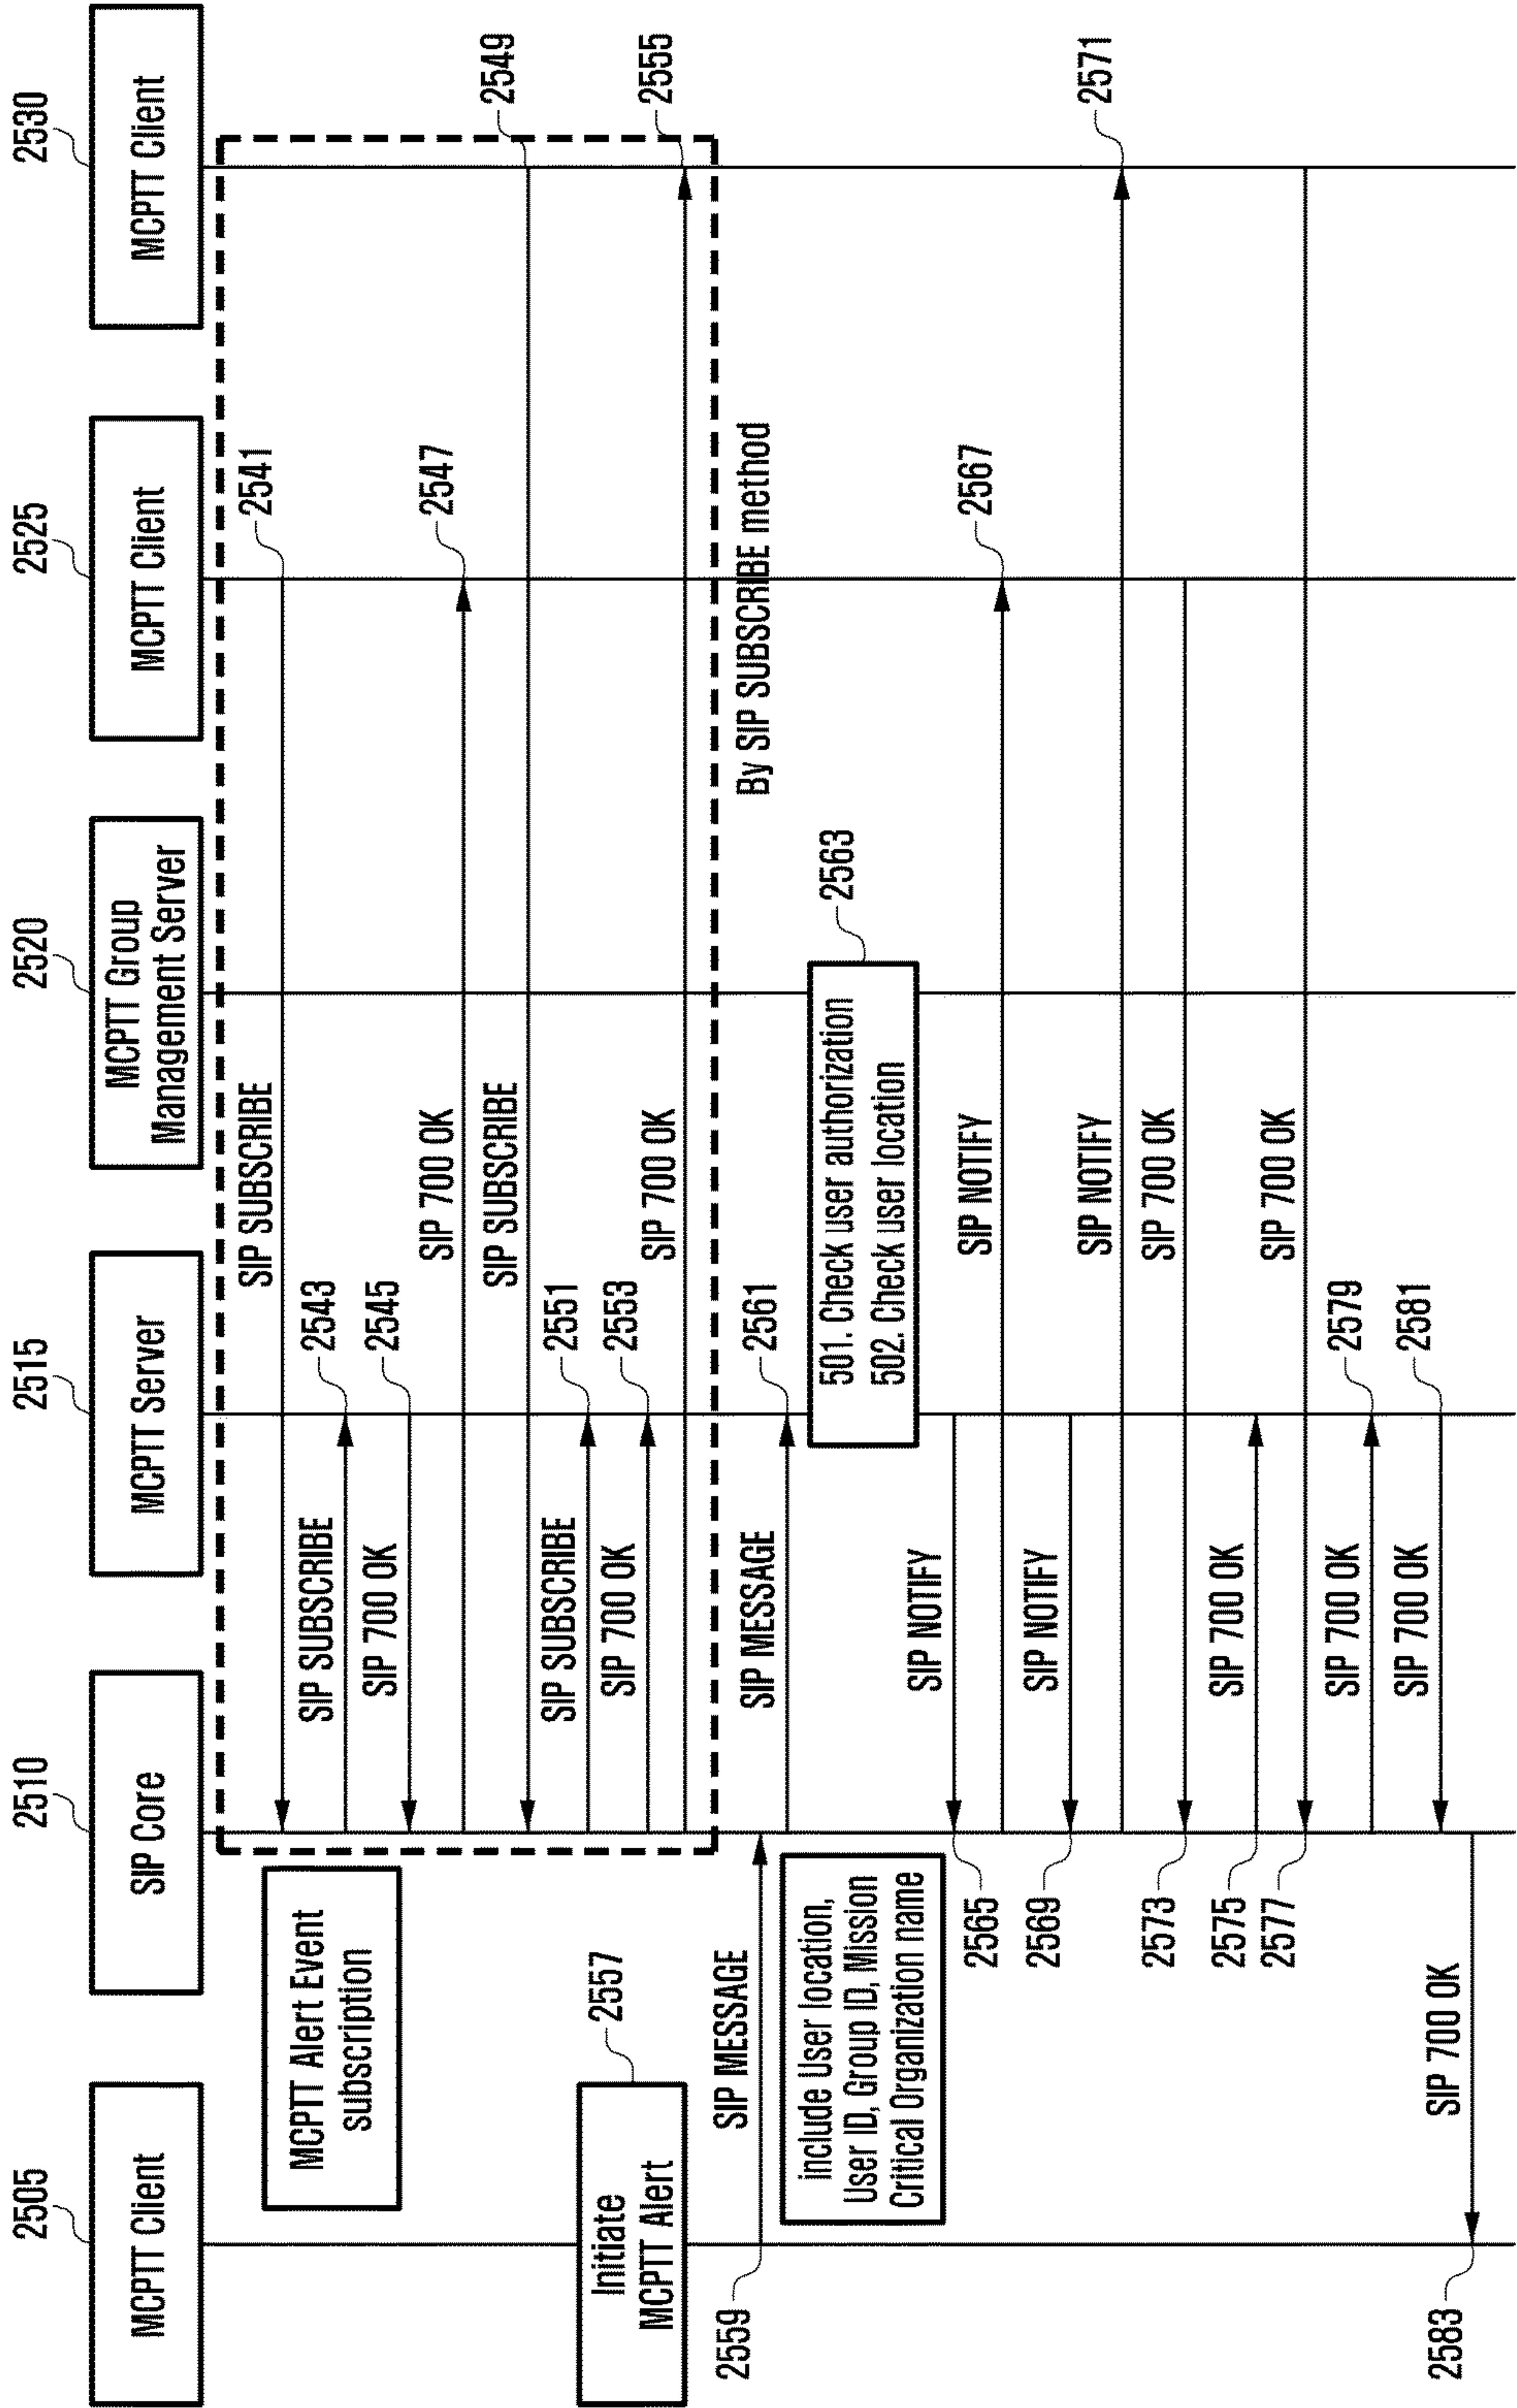 2505
2510
2515
2520
2525
2530
MCPTT Client
SIP Core
MCPTT Server
MCPTT Group
Management Server
MCPTT Client
MCPTT Client
MCPTT Alert Event
subscription
SIP SUBSCRIBE
2541
SIP SUBSCRIBE
2543
SIP 700 OK
2545
SIP 700 OK
2547
SIP SUBSCRIBE
2549
SIP SUBSCRIBE
2551
SIP 700 OK
2553
SIP 700 OK
2555
Initiate
MCPTT Alert
2557
By SIP SUBSCRIBE method
2559
SIP MESSAGE
SIP MESSAGE
2561
include User location,
User ID, Group ID, Mission
Critical Organization name
501. Check user authorization
502. Check user location
2563
2565
SIP NOTIFY
SIP NOTIFY
2567
2569
SIP NOTIFY
SIP NOTIFY
2571
2573
SIP 700 OK
2575
SIP 700 OK
2577
SIP 700 OK
SIP 700 OK
2579
SIP 700 OK
2581
2583
SIP 700 OK